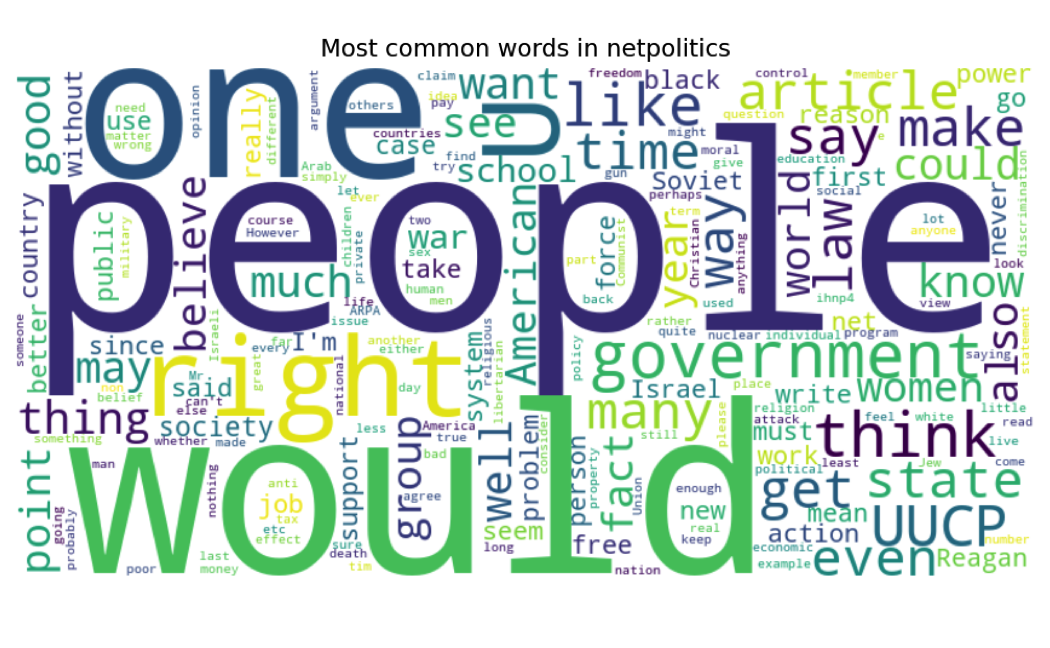 Most common words in netpolitics
good
without
one
need
use
matter
wrong
opinion
really
different
argument
claim
idea
others
pay
countries
case
want
see
u
find
try
school
like
freedom
black
time
might
moral
give
gun
Soviet
perhaps
control
member
article
question
reason
e
say
education
first
social
power
go
make
could
discrimination
country
people
public
military
believe
Arab
simply
let
ever
course
However
children
private
much
two
war
sex
take
human
men
life
ARPA
issue
American
part
back
force
Communist
term
year
Christian
used
way
anything
world
law
ihnp4
net
view
lot
anyone
never
look
know
someone
better
since
may
Israeli
non
belief
Mr
said
can't
else
right
far
every
I'm
great
national
another
either
day
system
religious
libertarian
policy
rather
quite
nuclear
individual
program
government
saying
also
statement
Israel
place
write
women
thing
society
something
whether
made
less
America
true
bad
many
still
please
religion
attack
must
feel
white
little
read
think
live
point
man
would
nothing
anti
job
tax
etc
effect
support
group
agree
well
problem
consider
seem
long
person
property
fact
Union
enough
new
real
keep
work
political
least
Jew
come
get
state
mean
action
UUCP
number
going
probably
poor
last
money
sure
death
tim
free
nation
economic
example
even
Reagan